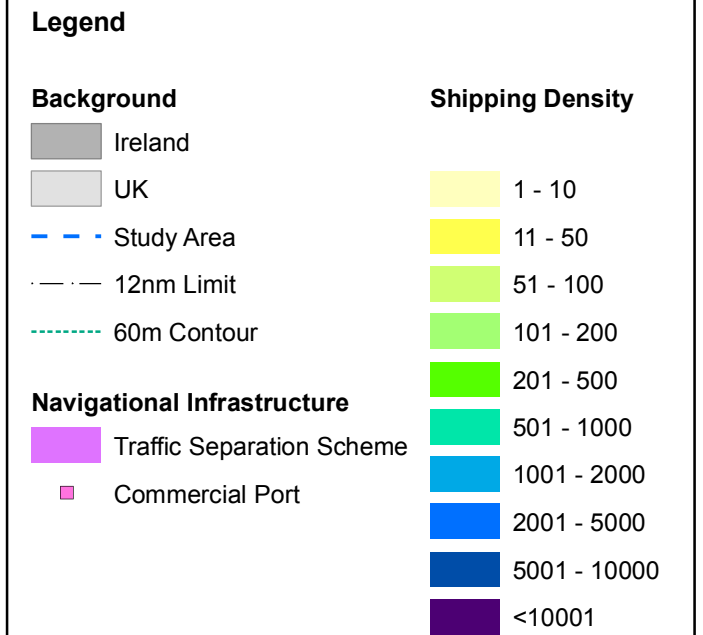 Legend
Background
Ireland
UK
Study Area
12nm Limit
60m Contour
Navigational Infrastructure
Traffic Separation Scheme
Commercial Port
Shipping Density
1 - 10
11 - 50
51 - 100
101 - 200
201 - 500
501 - 1000
1001 - 2000
2001 - 5000
5001 - 10000
<10001